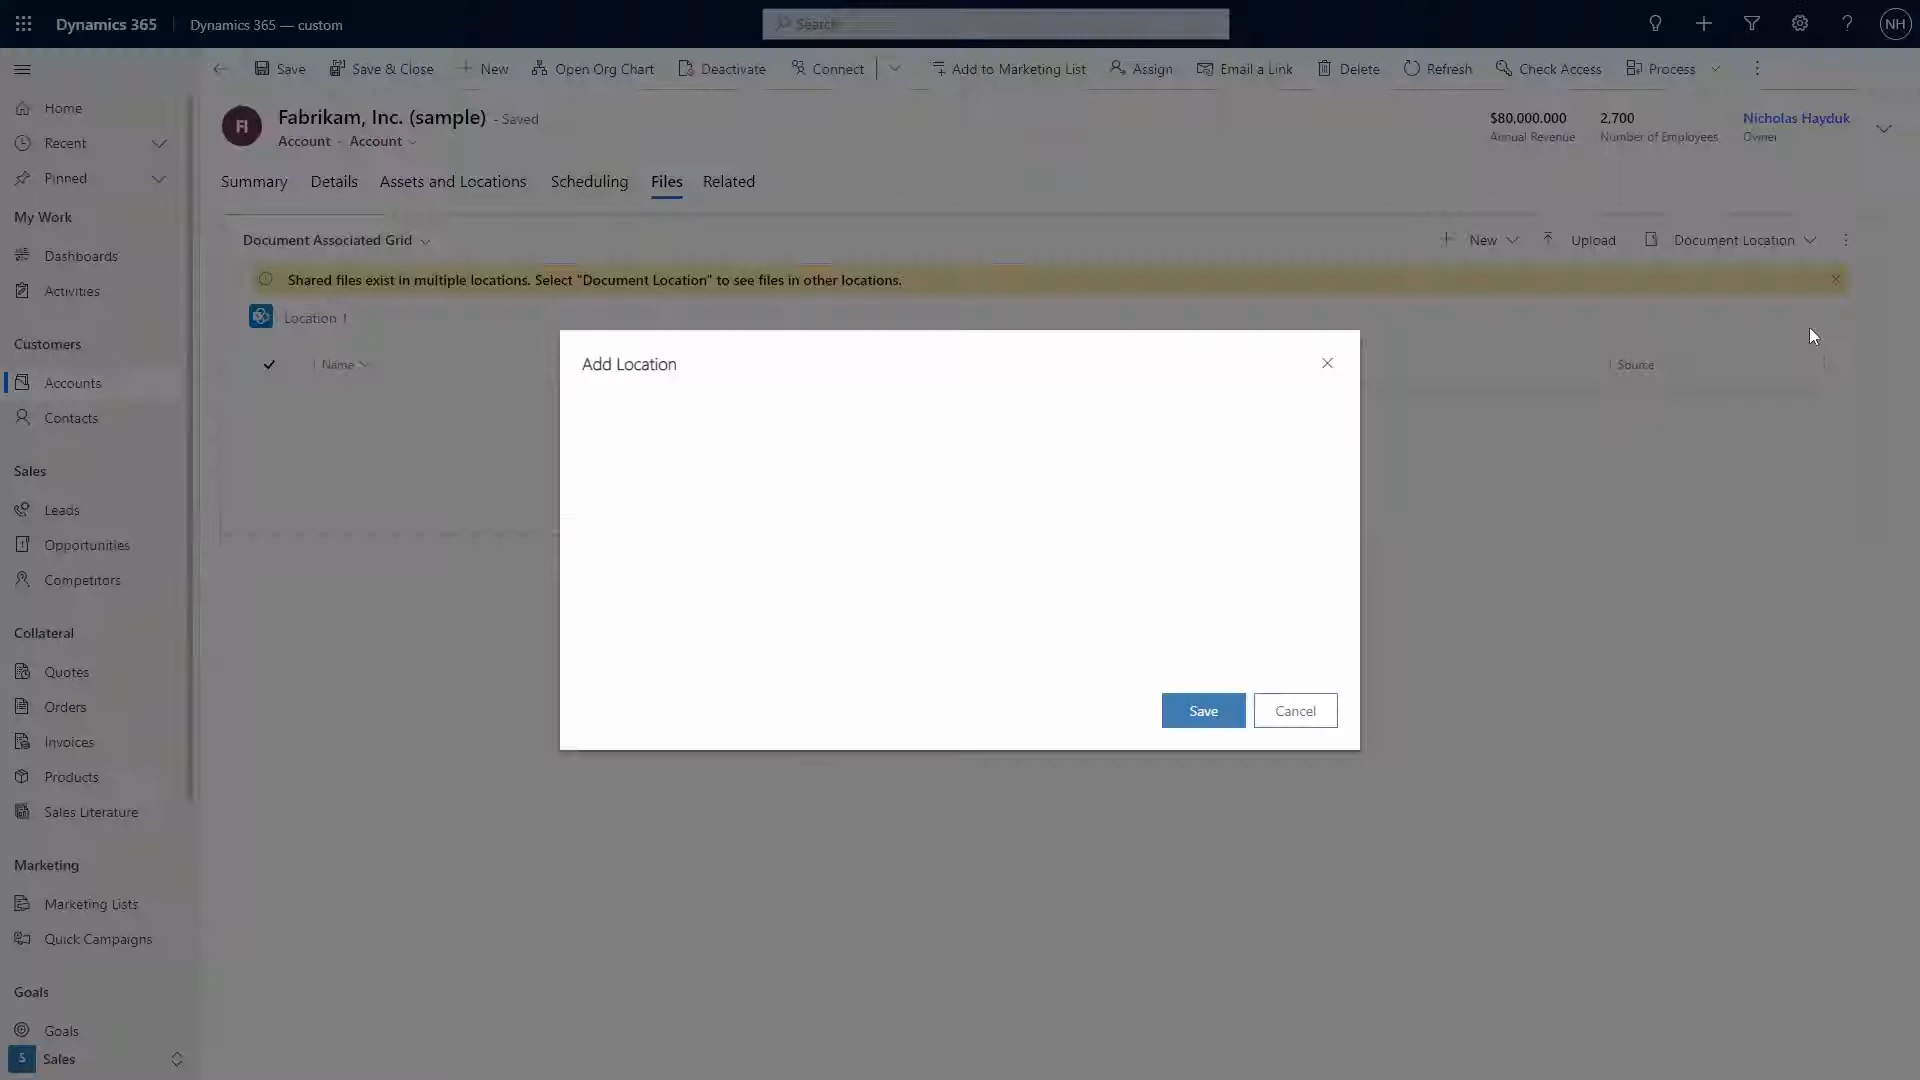 Dynamics 365
Dynamics 365 — custom
Search
NH
Save
Save & Close
New
Open Org Chart
Deactivate
Connect
Add to Marketing List
Assign
Email a Link
Delete
Refresh
Check Access
Process
Home
Recent
Pinned
My Work
Dashboards
Activities
Customers
Accounts
Contacts
Sales
Leads
Opportunities
Competitors
Collateral
Quotes
Orders
Invoices
Products
Sales Literature
Marketing
Marketing Lists
Quick Campaigns
Goals
Goals
S
Sales
FI
Fabrikam, Inc. (sample) - Saved
Account · Account
$80,000.000
Annual Revenue
2,700
Number of Employees
Nicholas Hayduk
Owner
Summary
Details
Assets and Locations
Scheduling
Files
Related
Document Associated Grid
New
Upload
Document Location
Shared files exist in multiple locations. Select "Document Location" to see files in other locations.
Location 1
Name
Source
Add Location
Save
Cancel